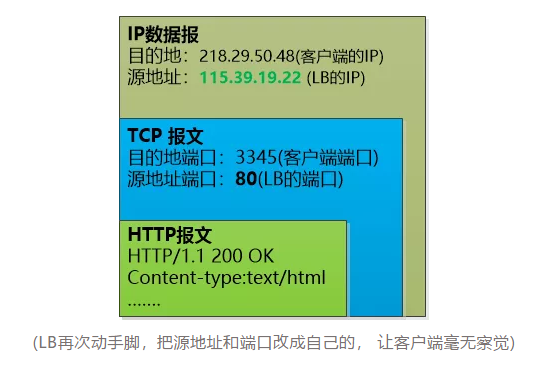 IP数据报
目的地：218.29.50.48(客户端的IP)
源地址：115.39.19.22 (LB的IP)
TCP 报文
目的地端口：3345(客户端端口)
源地址端口：80(LB的端口)
HTTP报文
HTTP/1.1 200 OK
Content-type:text/html
.......
(LB再次动手脚，把源地址和端口改成自己的， 让客户端毫无察觉)